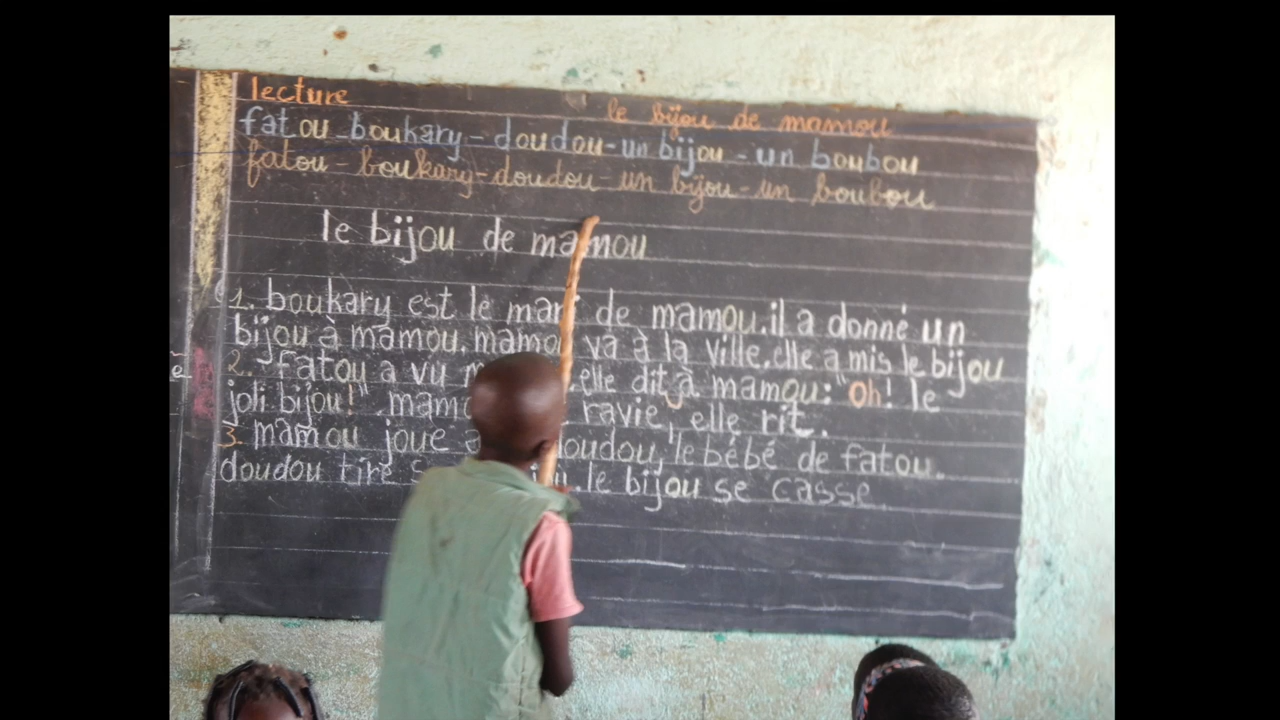 lecture
le bijou de mamou
fatou - boukary - doudou - un bijou - un boubou
fatou - boukary - doudou - un bijou - un boubou
le bijou de mamou
1. boukary est le mari de mamou. il a donné un
bijou à mamou. mamou va à la ville. elle a mis le bijou
2. fatou a vu . elle dit à mamou: "Oh! le
joli bijou!" . ravie, elle rit.
3. mamou joue doudou, le bébé de fatou.
doudou tire . le bijou se casse